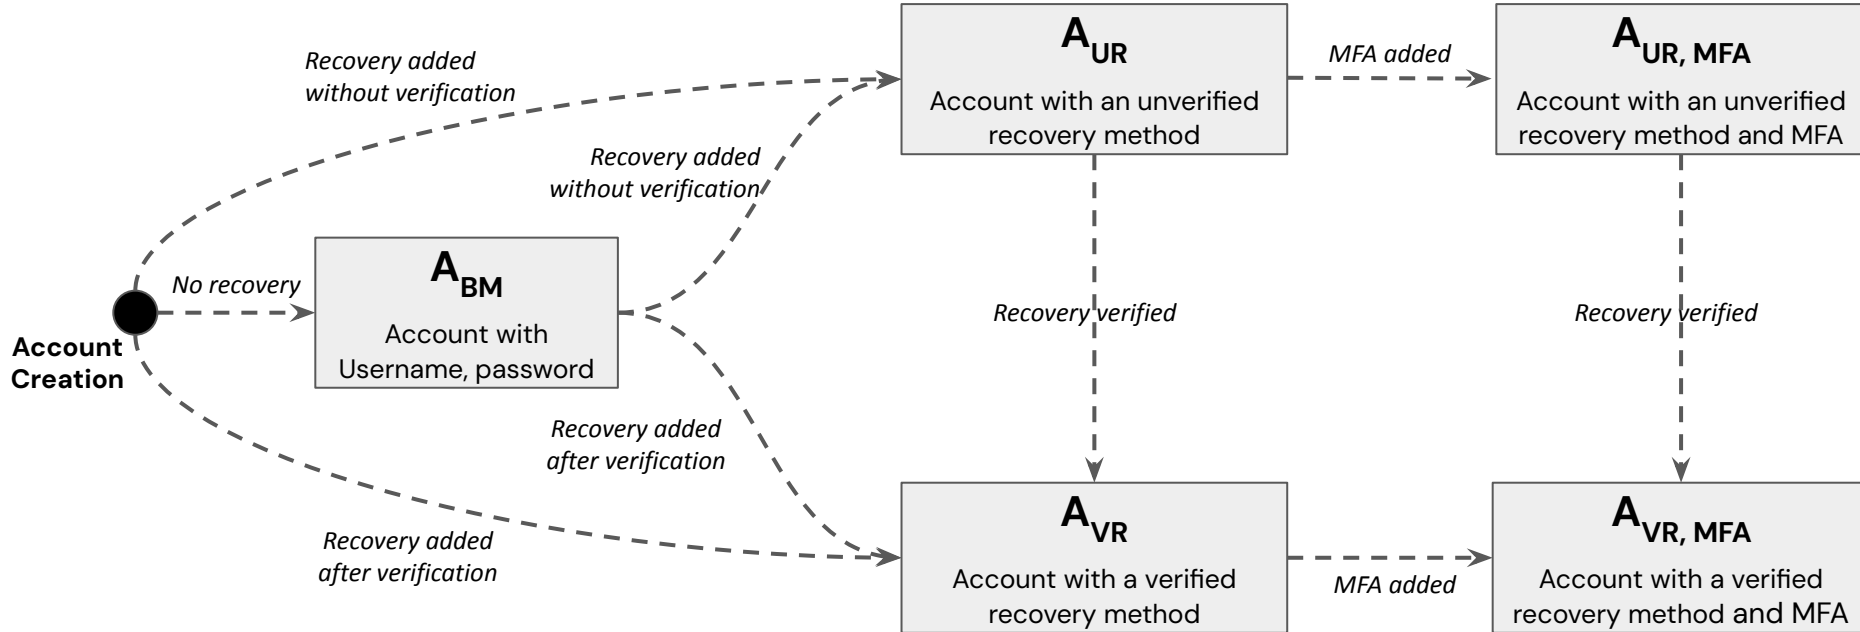 Recovery added
without verification
Recovery added
without verification
No recovery
Account
Creation
A_BM
Account with
Username, password
Recovery added
after verification
Recovery added
after verification
A_UR
Account with an unverified
recovery method
MFA added
A_UR, MFA
Account with an unverified
recovery method and MFA
Recovery verified
Recovery verified
A_VR
Account with a verified
recovery method
MFA added
A_VR, MFA
Account with a verified
recovery method and MFA